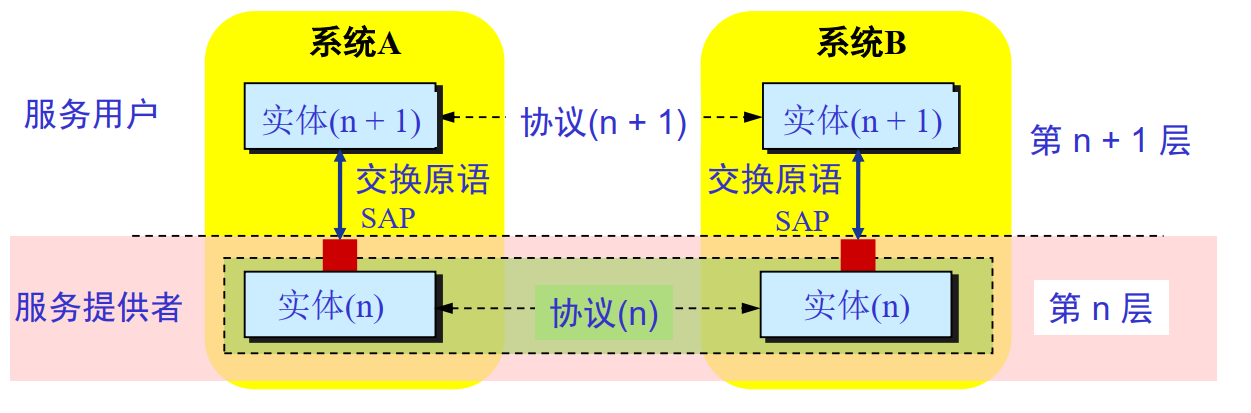 系统A
系统B
服务用户
实体(n + 1)
协议(n + 1)
实体(n + 1)
第 n + 1 层
交换原语
SAP
交换原语
SAP
服务提供者
实体(n)
协议(n)
实体(n)
第 n 层